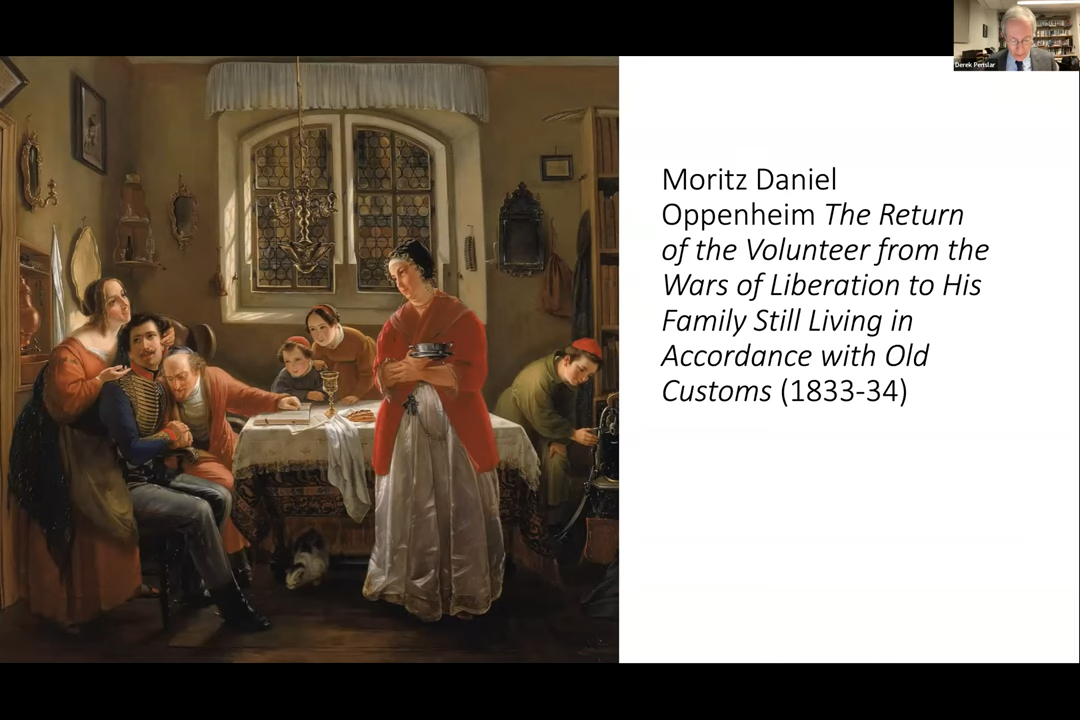 Derek Penslar
Moritz Daniel
Oppenheim The Return
of the Volunteer from the
Wars of Liberation to His
Family Still Living in
Accordance with Old
Customs (1833-34)